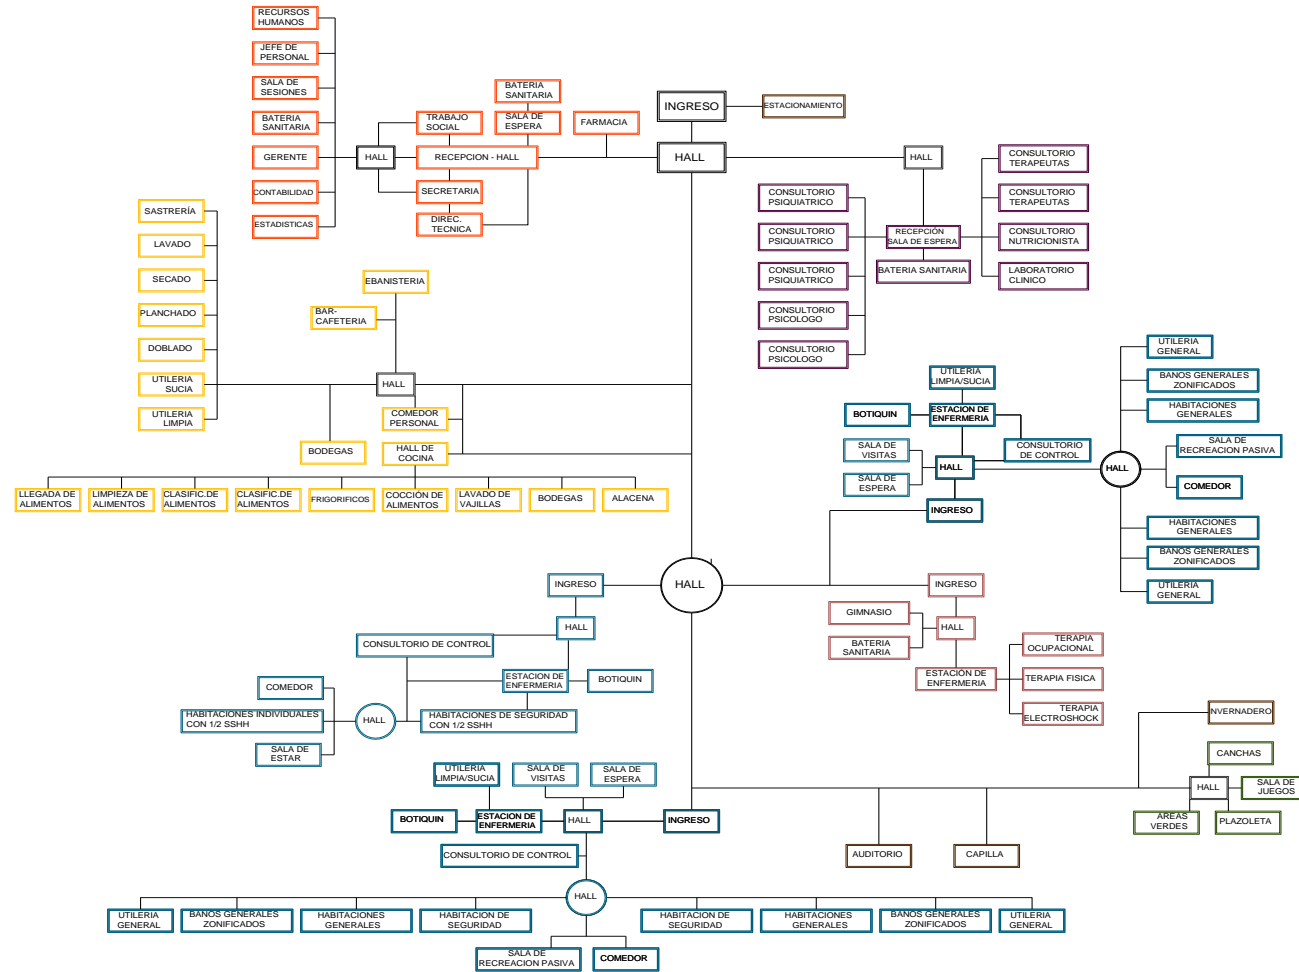 RECURSOS
HUMANOS
JEFE DE
PERSONAL
SALA DE
SESIONES
BATERIA
SANITARIA
GERENTE
CONTABILIDAD
ESTADISTICAS
HALL
TRABAJO
SOCIAL
RECEPCION - HALL
SECRETARIA
DIREC.
TECNICA
BATERIA
SANITARIA
SALA DE
ESPERA
FARMACIA
INGRESO
ESTACIONAMIENTO
HALL
HALL
CONSULTORIO
PSIQUIATRICO
CONSULTORIO
PSIQUIATRICO
CONSULTORIO
PSIQUIATRICO
CONSULTORIO
PSICOLOGO
CONSULTORIO
PSICOLOGO
RECEPCIÓN
SALA DE ESPERA
BATERIA SANITARIA
CONSULTORIO
TERAPEUTAS
CONSULTORIO
TERAPEUTAS
CONSULTORIO
NUTRICIONISTA
LABORATORIO
CLINICO
SASTRERÍA
LAVADO
SECADO
PLANCHADO
DOBLADO
UTILERIA
SUCIA
UTILERIA
LIMPIA
EBANISTERIA
BAR-
CAFETERIA
HALL
COMEDOR
PERSONAL
BODEGAS
HALL DE
COCINA
LLEGADA DE
ALIMENTOS
LIMPIEZA DE
ALIMENTOS
CLASIFIC.DE
ALIMENTOS
CLASIFIC.DE
ALIMENTOS
FRIGORIFICOS
COCCIÓN DE
ALIMENTOS
LAVADO DE
VAJILLAS
BODEGAS
ALACENA
UTILERIA
LIMPIA/SUCIA
BOTIQUIN
ESTACION DE
ENFERMERIA
SALA DE
VISITAS
SALA DE
ESPERA
HALL
CONSULTORIO
DE CONTROL
INGRESO
HALL
UTILERIA
GENERAL
BANOS GENERALES
ZONIFICADOS
HABITACIONES
GENERALES
SALA DE
RECREACION PASIVA
COMEDOR
HABITACIONES
GENERALES
BANOS GENERALES
ZONIFICADOS
UTILERIA
GENERAL
HALL
INGRESO
HALL
CONSULTORIO DE CONTROL
ESTACION DE
ENFERMERIA
BOTIQUIN
COMEDOR
HABITACIONES INDIVIDUALES
CON 1/2 SSHH
SALA DE
ESTAR
HALL
HABITACIONES DE SEGURIDAD
CON 1/2 SSHH
INGRESO
GIMNASIO
BATERIA
SANITARIA
HALL
ESTACION DE
ENFERMERIA
TERAPIA
OCUPACIONAL
TERAPIA FISICA
TERAPIA
ELECTROSHOCK
INVERNADERO
CANCHAS
HALL
SALA DE
JUEGOS
AREAS
VERDES
PLAZOLETA
AUDITORIO
CAPILLA
UTILERIA
LIMPIA/SUCIA
SALA DE
VISITAS
SALA DE
ESPERA
BOTIQUIN
ESTACION DE
ENFERMERIA
HALL
INGRESO
CONSULTORIO DE CONTROL
HALL
UTILERIA
GENERAL
BANOS GENERALES
ZONIFICADOS
HABITACIONES
GENERALES
HABITACION DE
SEGURIDAD
HABITACION DE
SEGURIDAD
HABITACIONES
GENERALES
BANOS GENERALES
ZONIFICADOS
UTILERIA
GENERAL
SALA DE
RECREACION PASIVA
COMEDOR